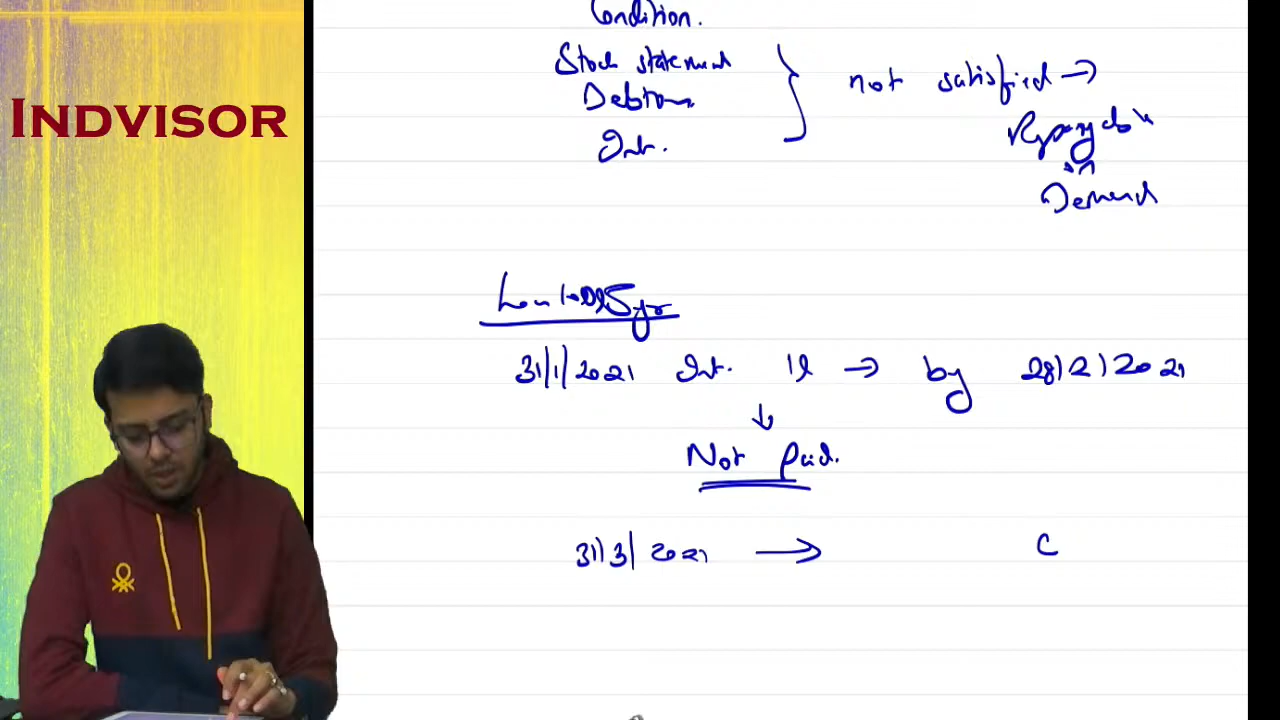 INDVISOR
Condition.
Stock statement
Debtors
Int.
not satisfied →
Repayable
on
Demand
5yr
31/1/2021 Int. 1l → by 28/2/2021
↓
Not Paid.
31/3/2021 → C